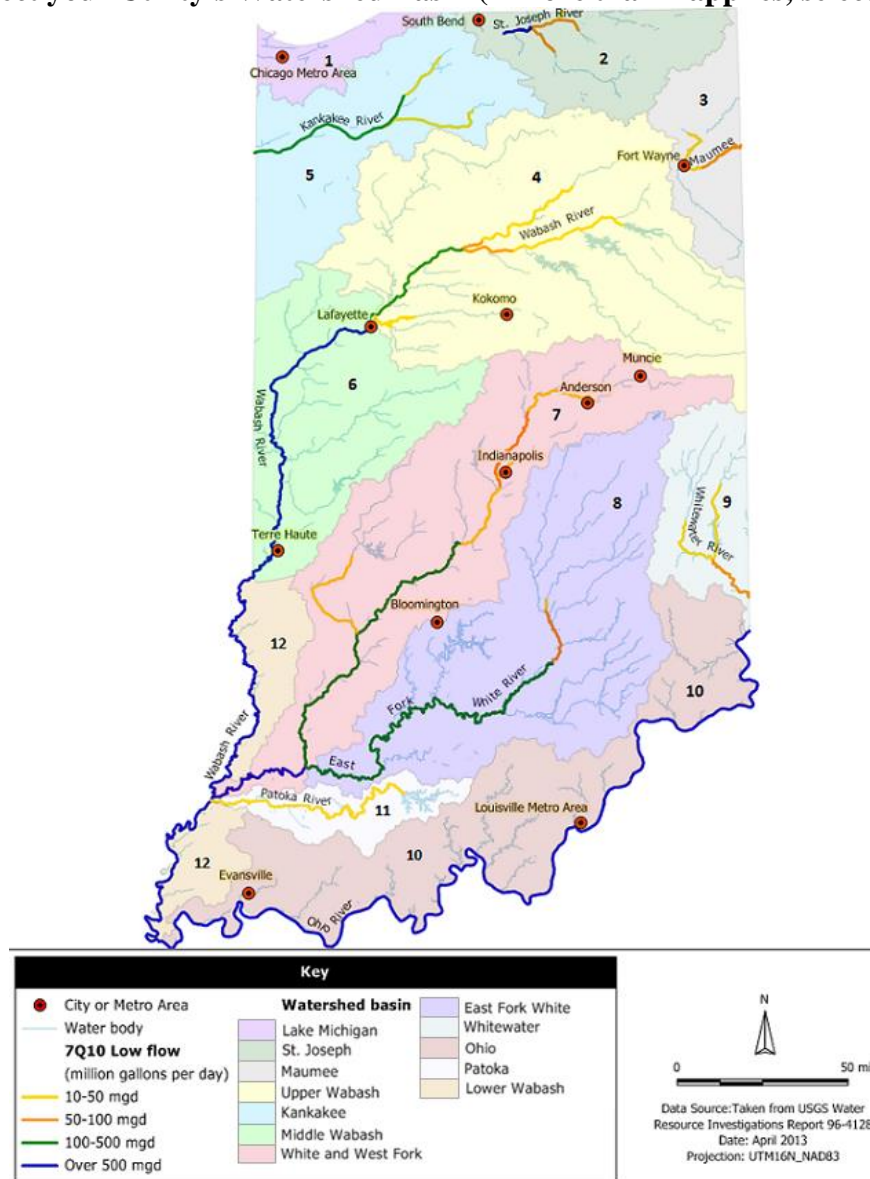 South Bend
St. Joseph River
Chicago Metro Area
1
2
3
Kankakee River
Fort Wayne
Maumee
5
4
Wabash River
Lafayette
Kokomo
6
Muncie
Anderson
7
Wabash River
Indianapolis
8
9
Whitewater River
Terre Haute
Bloomington
12
10
East Fork White River
Wabash River
Patoka River
11
Louisville Metro Area
12
10
Evansville
Ohio River
Key
City or Metro Area
Water body
7Q10 Low flow
(million gallons per day)
10-50 mgd
50-100 mgd
100-500 mgd
Over 500 mgd
Watershed basin
Lake Michigan
St. Joseph
Maumee
Upper Wabash
Kankakee
Middle Wabash
White and West Fork
East Fork White
Whitewater
Ohio
Patoka
Lower Wabash
N
0 50 mi
Data Source:Taken from USGS Water
Resource Investigations Report 96-4128
Date: April 2013
Projection: UTM16N_NAD83